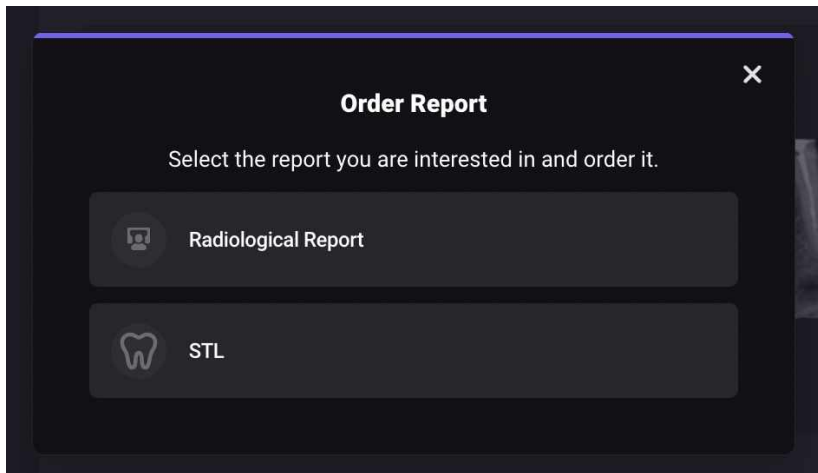 Order Report
Select the report you are interested in and order it.
Radiological Report
STL